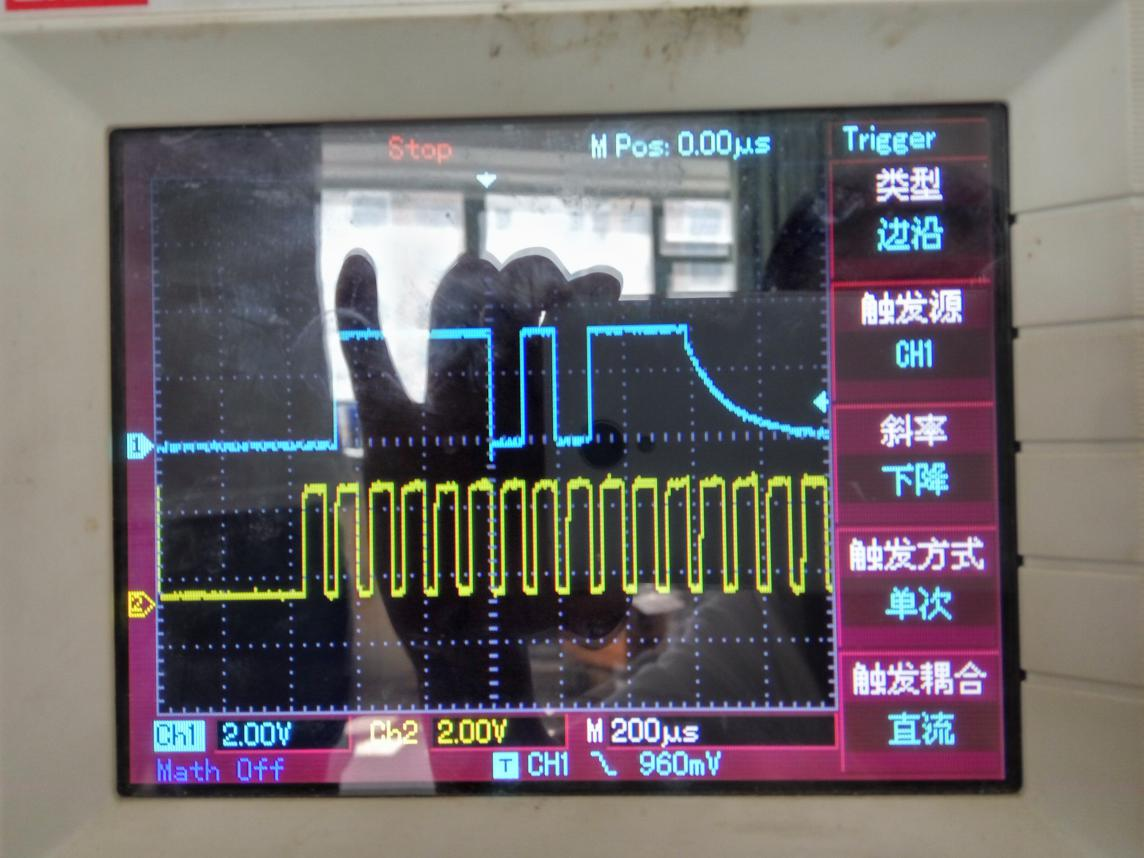 Stop M Pos: 0.00μs Trigger
类型
边沿
触发源
CH1
斜率
下降
触发方式
单次
触发耦合
直流
1
2
Ch1 2.00V Ch2 2.00V M 200μs
Math Off T CH1 960mV